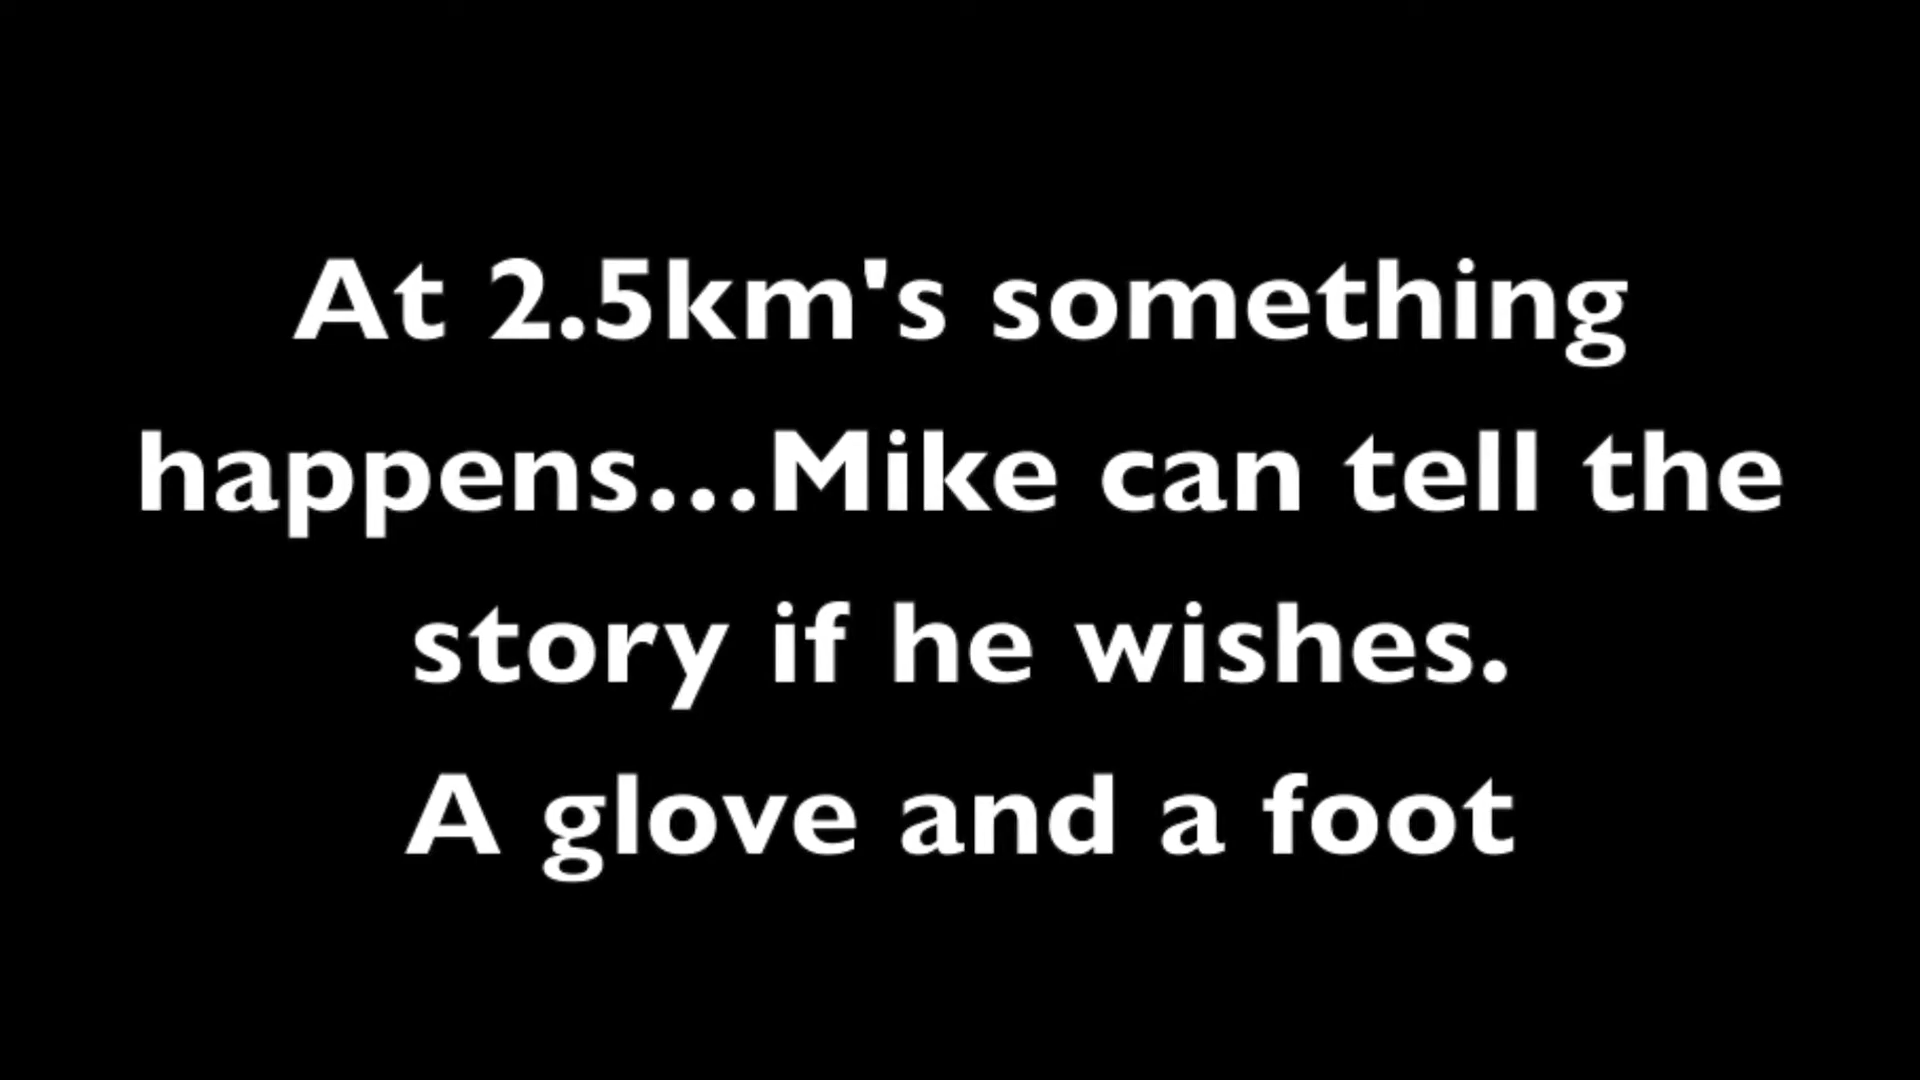 At 2.5km's something
happens...Mike can tell the
story if he wishes.
A glove and a foot